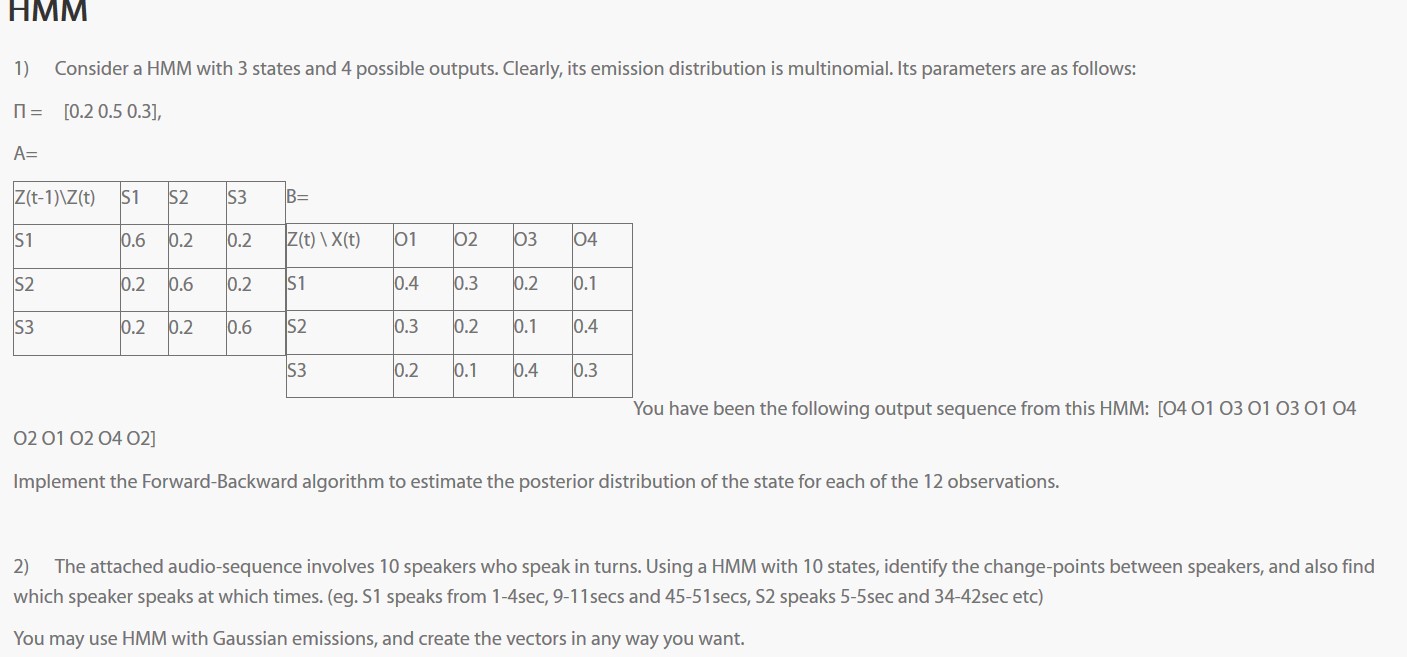 HMM
1) Consider a HMM with 3 states and 4 possible outputs. Clearly, its emission distribution is multinomial. Its parameters are as follows:
Π = [0.2 0.5 0.3],
A=
Z(t-1)\Z(t) S1 S2 S3
S1 0.6 0.2 0.2
S2 0.2 0.6 0.2
S3 0.2 0.2 0.6
B=
Z(t) \ X(t) O1 O2 O3 O4
S1 0.4 0.3 0.2 0.1
S2 0.3 0.2 0.1 0.4
S3 0.2 0.1 0.4 0.3
You have been the following output sequence from this HMM: [O4 O1 O3 O1 O3 O1 O4
O2 O1 O2 O4 O2]
Implement the Forward-Backward algorithm to estimate the posterior distribution of the state for each of the 12 observations.
2) The attached audio-sequence involves 10 speakers who speak in turns. Using a HMM with 10 states, identify the change-points between speakers, and also find
which speaker speaks at which times. (eg. S1 speaks from 1-4sec, 9-11secs and 45-51secs, S2 speaks 5-5sec and 34-42sec etc)
You may use HMM with Gaussian emissions, and create the vectors in any way you want.